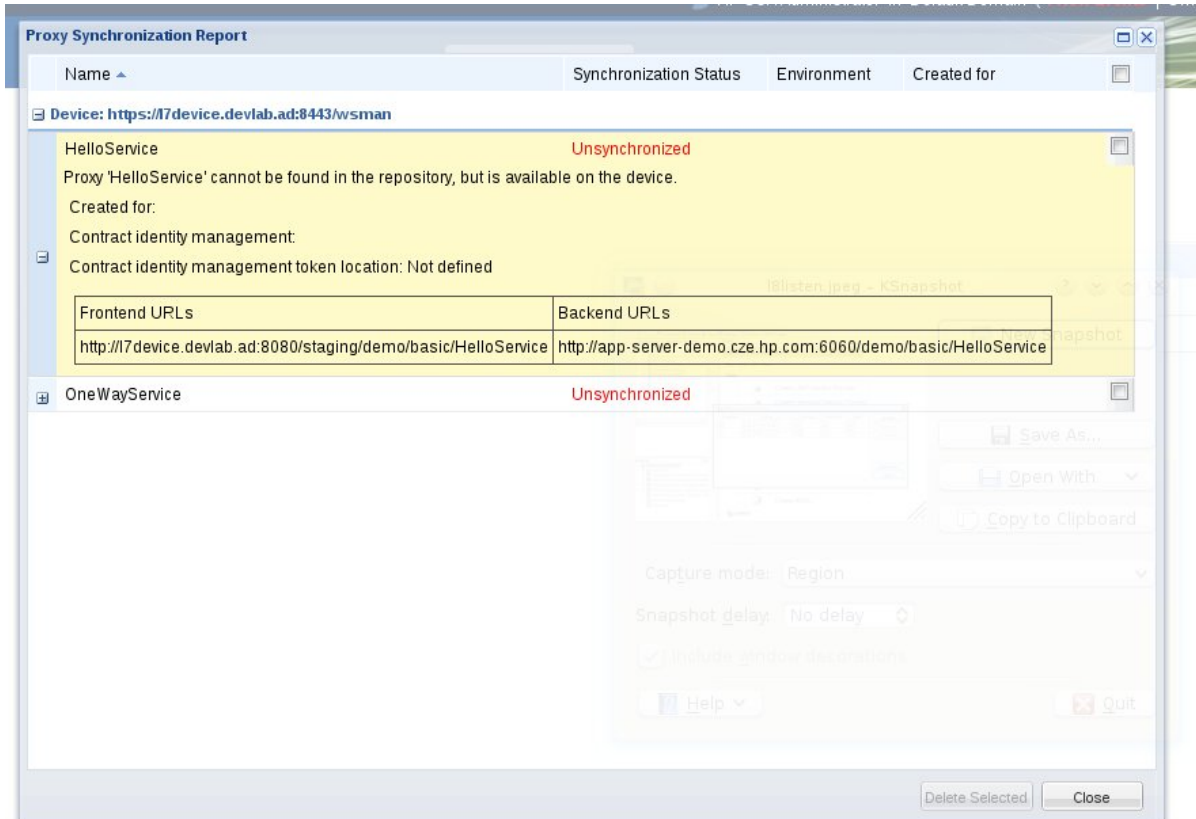 Proxy Synchronization Report
Name Synchronization Status Environment Created for
Device: https://l7device.devlab.ad:8443/wsman
HelloService Unsynchronized
Proxy 'HelloService' cannot be found in the repository, but is available on the device.
Created for:
Contract identity management:
Contract identity management token location: Not defined
l8listen.jpeg - KSnapshot
Frontend URLs Backend URLs
New Snapshot
http://l7device.devlab.ad:8080/staging/demo/basic/HelloService http://app-server-demo.cze.hp.com:6060/demo/basic/HelloService
OneWayService Unsynchronized
Save As...
Open With
Copy to Clipboard
Capture mode: Region
Snapshot delay: No delay
Include window decorations
Help Quit
Delete Selected Close